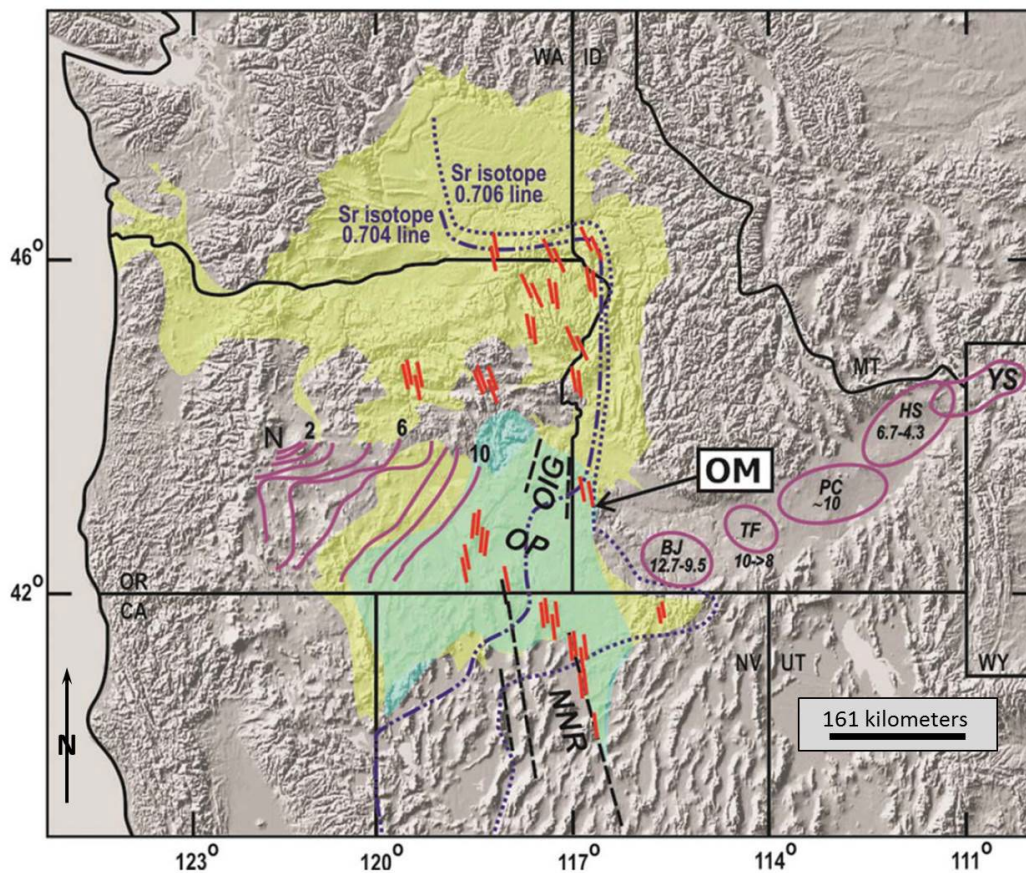 WA ID
Sr isotope
0.706 line
Sr isotope
0.704 line
46°
MT
YS
HS
6.7-4.3
N 2 6 10
OM
OIG
PC
~10
OP
TF
10->8
BJ
12.7-9.5
42°
OR
CA
NV UT WY
NNR
161 kilometers
N
123° 120° 117° 114° 111°